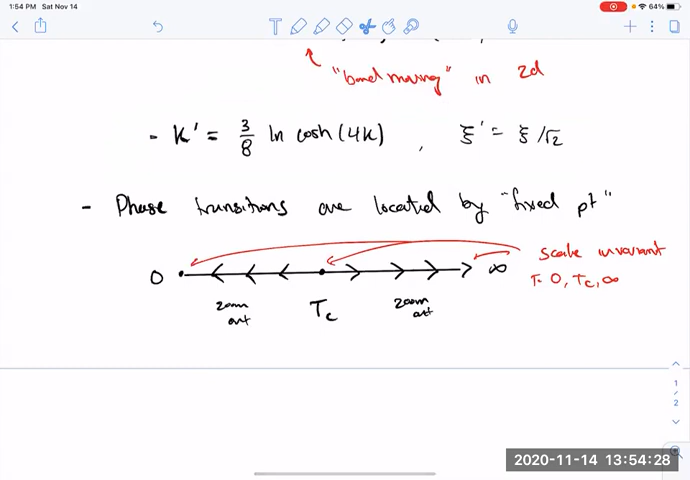 1:54 PM Sat Nov 14
64%
"bond moving" in 2d
- K' = 3/8 ln cosh (4K) , ξ' = ξ/√2
- Phase transitions are located by "fixed pt"
scale invariant
T= 0, Tc, ∞
0 Tc ∞
zoom out zoom out
1
/
2
2020-11-14 13:54:28